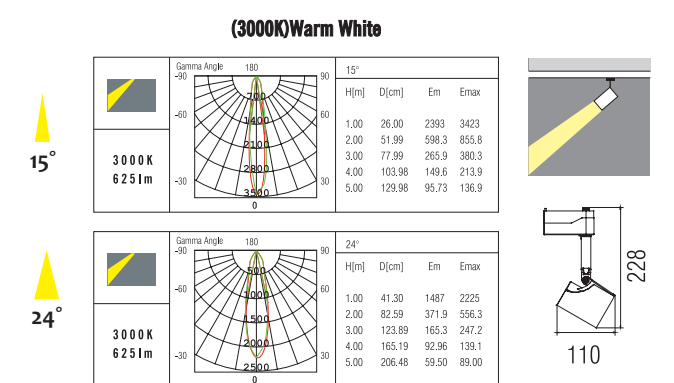 (3000K)Warm White
15°
3000K
625lm
Gamma Angle 180
-90 90
-60 60
-30 30
0
700
1400
2100
2800
3500
15°
H[m] D[cm] Em Emax
1.00 26.00 2393 3423
2.00 51.99 598.3 855.8
3.00 77.99 265.9 380.3
4.00 103.98 149.6 213.9
5.00 129.98 95.73 136.9
24°
3000K
625lm
Gamma Angle 180
-90 90
-60 60
-30 30
0
500
1000
1500
2000
2500
24°
H[m] D[cm] Em Emax
1.00 41.30 1487 2225
2.00 82.59 371.9 556.3
3.00 123.89 165.3 247.2
4.00 165.19 92.96 139.1
5.00 206.48 59.50 89.00
228
110